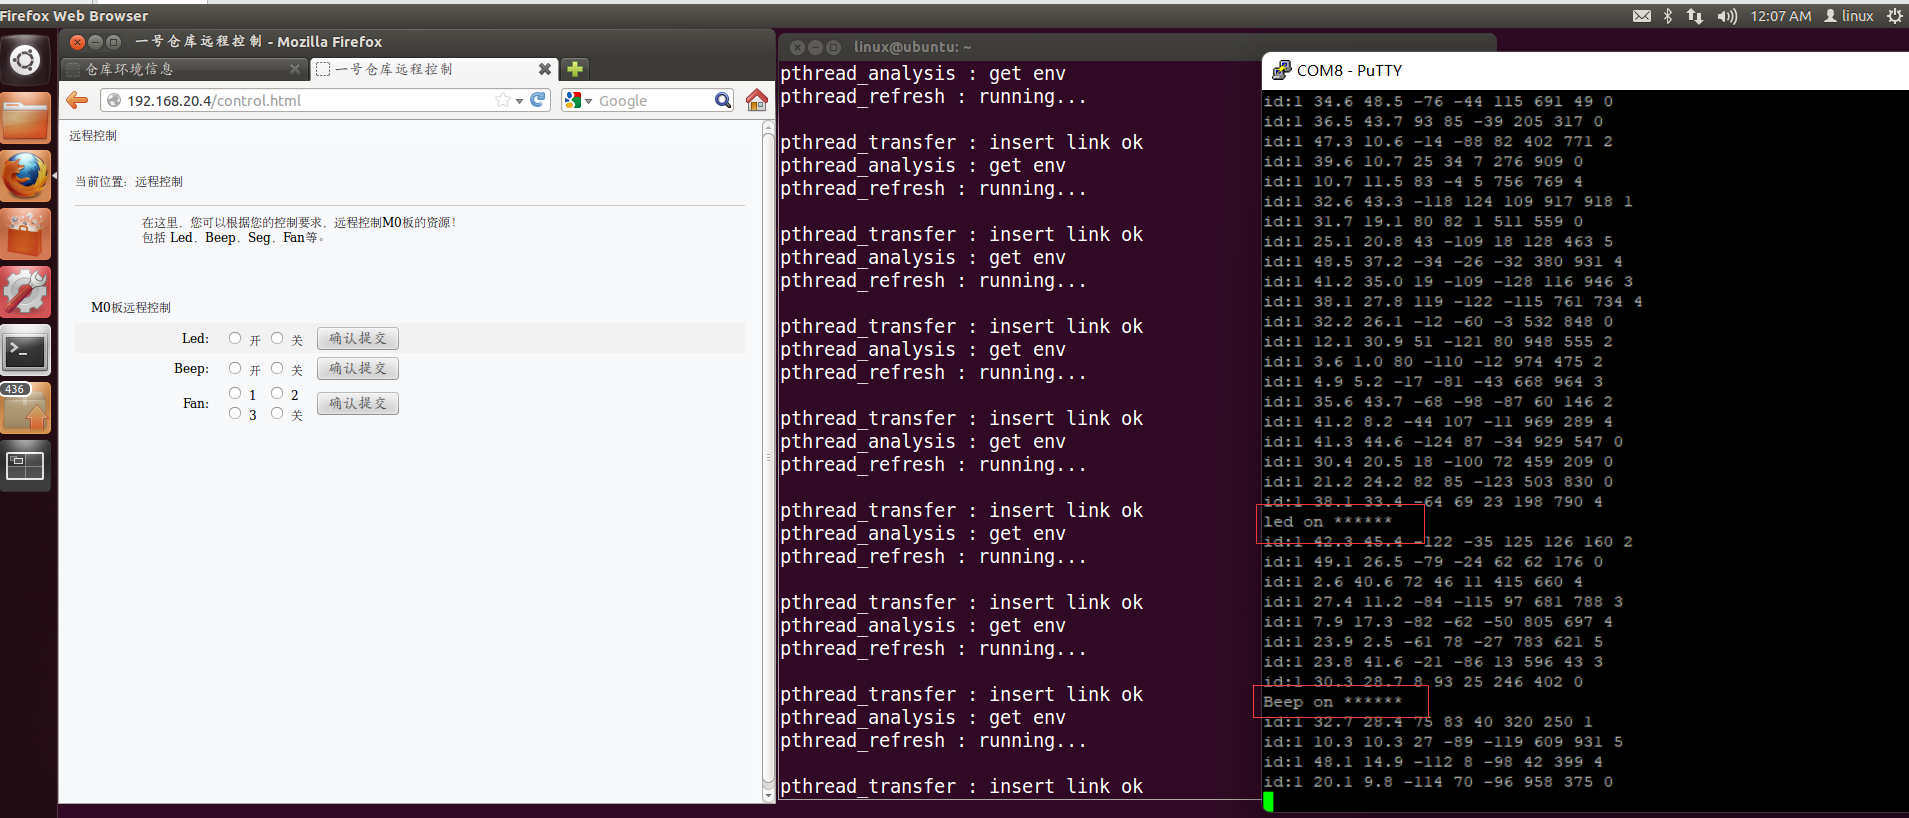 Firefox Web Browser
12:07 AM linux
一号仓库远程控制 - Mozilla Firefox
仓库环境信息
一号仓库远程控制
192.168.20.4/control.html
Google
远程控制
当前位置：远程控制
在这里，您可以根据您的控制要求，远程控制M0板的资源！
包括 Led、Beep、Seg、Fan等。
M0板远程控制
Led: 开 关 确认提交
Beep: 开 关 确认提交
Fan: 1 2
3 关 确认提交
436
linux@ubuntu: ~
pthread_analysis : get env
pthread_refresh : running...
pthread_transfer : insert link ok
pthread_analysis : get env
pthread_refresh : running...
pthread_transfer : insert link ok
pthread_analysis : get env
pthread_refresh : running...
pthread_transfer : insert link ok
pthread_analysis : get env
pthread_refresh : running...
pthread_transfer : insert link ok
pthread_analysis : get env
pthread_refresh : running...
pthread_transfer : insert link ok
pthread_analysis : get env
pthread_refresh : running...
pthread_transfer : insert link ok
pthread_analysis : get env
pthread_refresh : running...
pthread_transfer : insert link ok
pthread_analysis : get env
pthread_refresh : running...
pthread_transfer : insert link ok
COM8 - PuTTY
id:1 34.6 48.5 -76 -44 115 691 49 0
id:1 36.5 43.7 93 85 -39 205 317 0
id:1 47.3 10.6 -14 -88 82 402 771 2
id:1 39.6 10.7 25 34 7 276 909 0
id:1 10.7 11.5 83 -4 5 756 769 4
id:1 32.6 43.3 -118 124 109 917 918 1
id:1 31.7 19.1 80 82 1 511 559 0
id:1 25.1 20.8 43 -109 18 128 463 5
id:1 48.5 37.2 -34 -26 -32 380 931 4
id:1 41.2 35.0 19 -109 -128 116 946 3
id:1 38.1 27.8 119 -122 -115 761 734 4
id:1 32.2 26.1 -12 -60 -3 532 848 0
id:1 12.1 30.9 51 -121 80 948 555 2
id:1 3.6 1.0 80 -110 -12 974 475 2
id:1 4.9 5.2 -17 -81 -43 668 964 3
id:1 35.6 43.7 -68 -98 -87 60 146 2
id:1 41.2 8.2 -44 107 -11 969 289 4
id:1 41.3 44.6 -124 87 -34 929 547 0
id:1 30.4 20.5 18 -100 72 459 209 0
id:1 21.2 24.2 82 85 -123 503 830 0
id:1 38.1 33.4 -64 69 23 198 790 4
led on ******
id:1 42.3 45.4 -122 -35 125 126 160 2
id:1 49.1 26.5 -79 -24 62 62 176 0
id:1 2.6 40.6 72 46 11 415 660 4
id:1 27.4 11.2 -84 -115 97 681 788 3
id:1 7.9 17.3 -82 -62 -50 805 697 4
id:1 23.9 2.5 -61 78 -27 783 621 5
id:1 23.8 41.6 -21 -86 13 596 43 3
id:1 30.3 28.7 8 93 25 246 402 0
Beep on ******
id:1 32.7 28.4 75 83 40 320 250 1
id:1 10.3 10.3 27 -89 -119 609 931 5
id:1 48.1 14.9 -112 8 -98 42 399 4
id:1 20.1 9.8 -114 70 -96 958 375 0